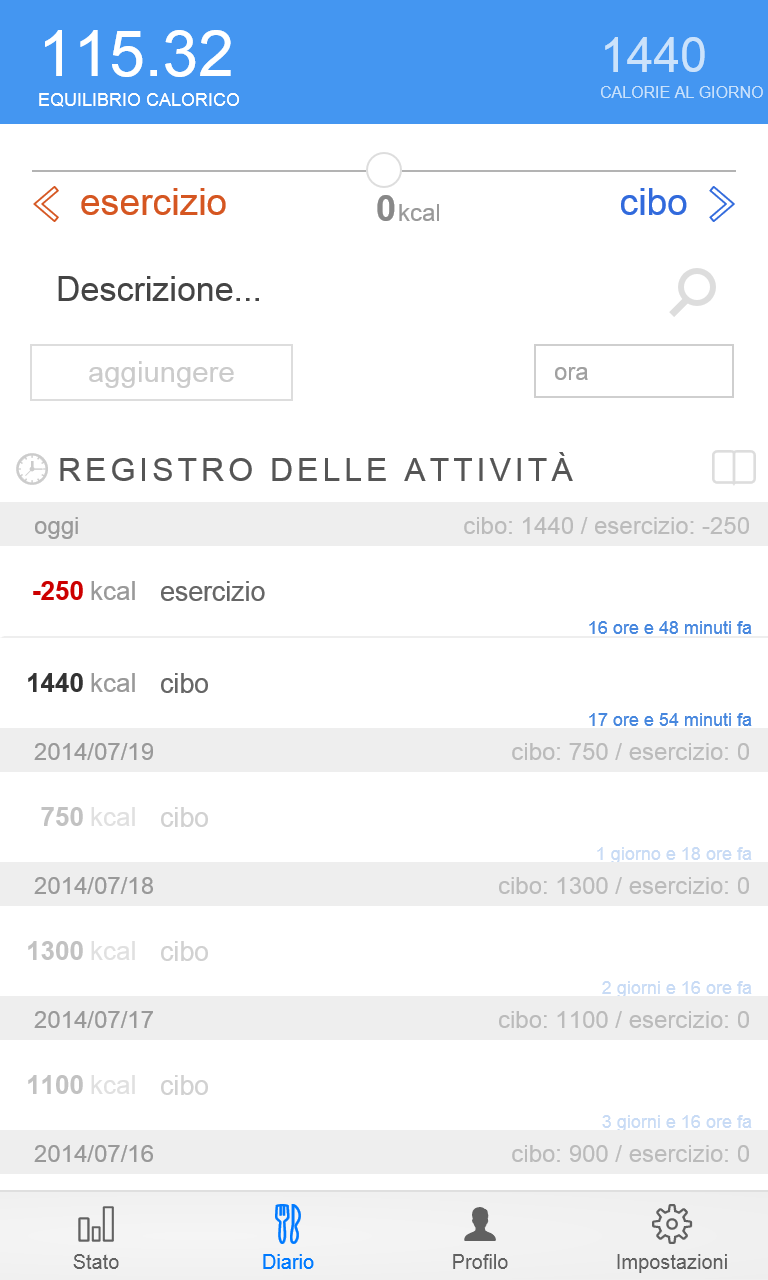 115.32
1440
EQUILIBRIO CALORICO
CALORIE AL GIORNO
esercizio
0 kcal
cibo
Descrizione...
aggiungere
ora
REGISTRO DELLE ATTIVITÀ
oggi
cibo: 1440 / esercizio: -250
-250 kcal esercizio
16 ore e 48 minuti fa
1440 kcal cibo
17 ore e 54 minuti fa
2014/07/19
cibo: 750 / esercizio: 0
750 kcal cibo
1 giorno e 18 ore fa
2014/07/18
cibo: 1300 / esercizio: 0
1300 kcal cibo
2 giorni e 16 ore fa
2014/07/17
cibo: 1100 / esercizio: 0
1100 kcal cibo
3 giorni e 16 ore fa
2014/07/16
cibo: 900 / esercizio: 0
Stato
Diario
Profilo
Impostazioni